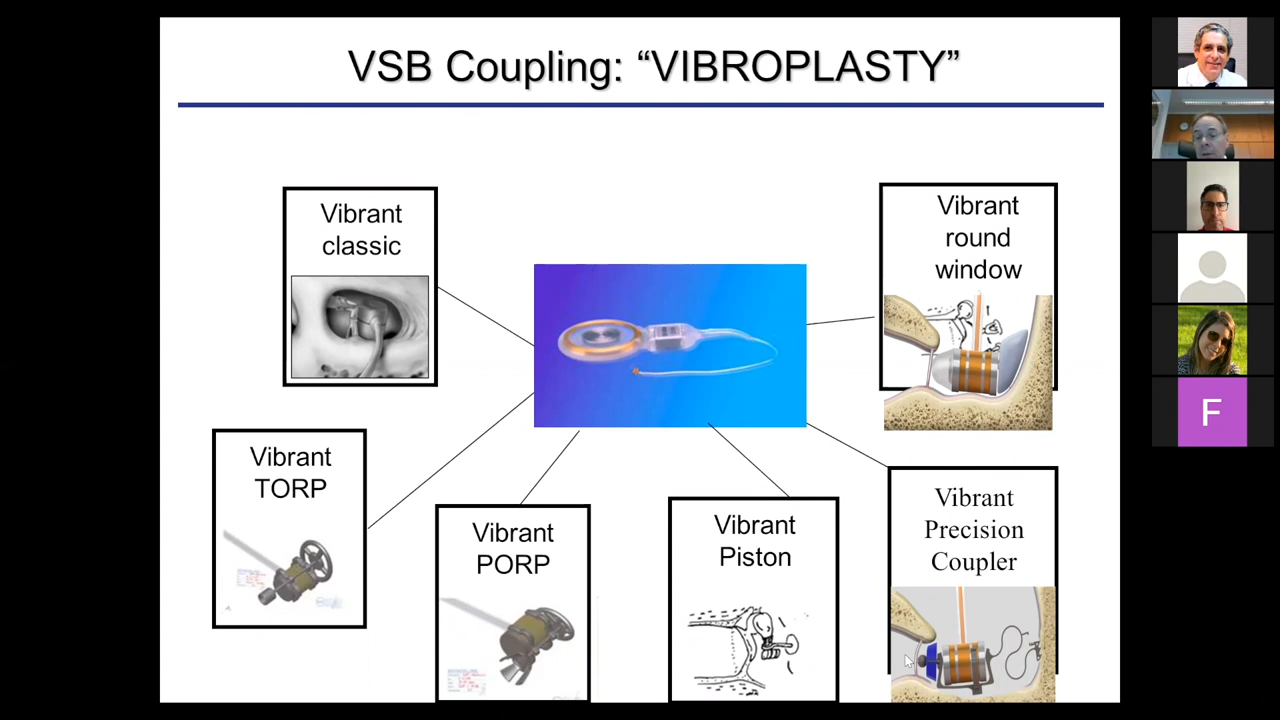 VSB Coupling: “VIBROPLASTY”
Vibrant
classic
Vibrant
round
window
Vibrant
TORP
Vibrant
PORP
Vibrant
Piston
Vibrant
Precision
Coupler
F